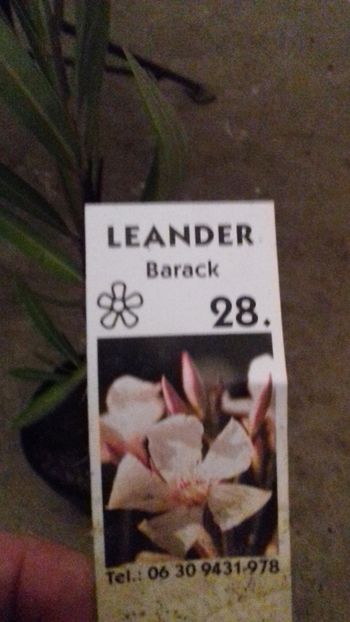 LEANDER
Barack
28.
Tel.: 06 30 9431-978